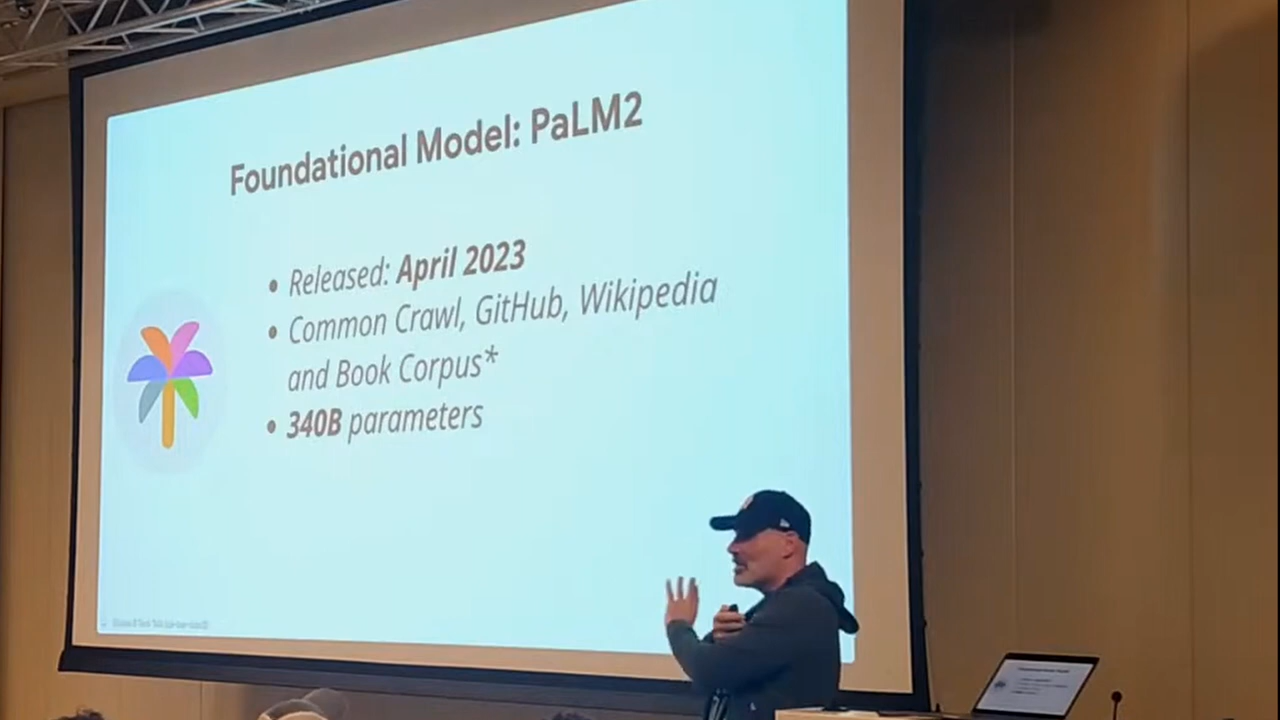 Foundational Model: PaLM2
• Released: April 2023
• Common Crawl, GitHub, Wikipedia
and Book Corpus*
• 340B parameters